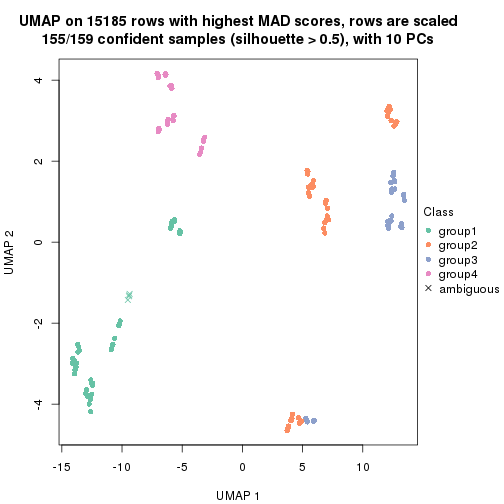 UMAP on 15185 rows with highest MAD scores, rows are scaled
155/159 confident samples (silhouette > 0.5), with 10 PCs
4
2
0
-2
-4
UMAP 2
-15
-10
-5
0
5
10
UMAP 1
Class
group1
group2
group3
group4
ambiguous